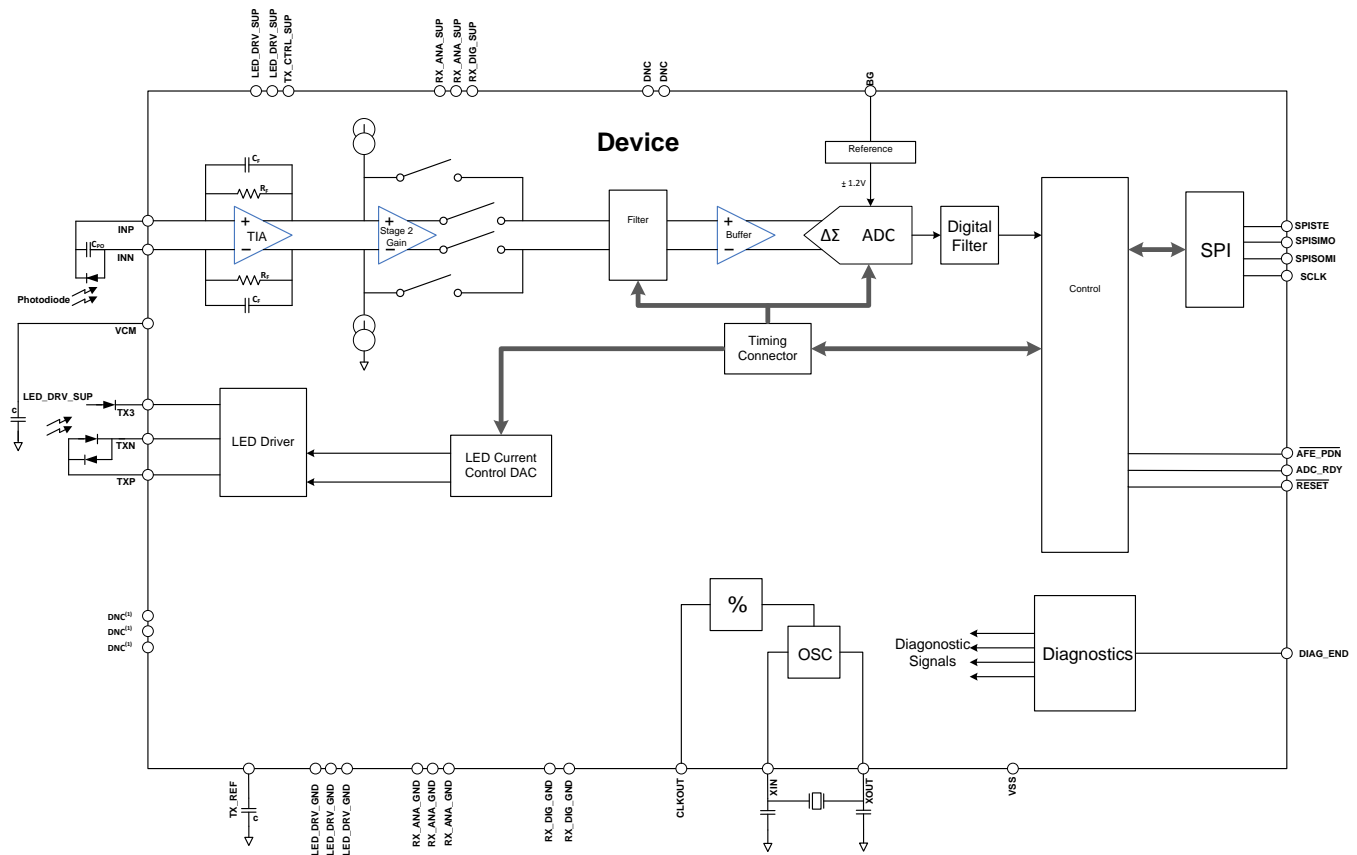 LED_DRV_SUP
LED_DRV_SUP
TX_CTRL_SUP
RX_ANA_SUP
RX_ANA_SUP
RX_DIG_SUP
DNC
DNC
BG
Device
Reference
± 1.2V
CF
RF
INP
+
TIA
−
+
Stage 2
Gain
−
Filter
+
Buffer
−
ΔΣ ADC
Digital
Filter
Control
SPI
SPISTE
SPISIMO
SPISOMI
SCLK
CPD
INN
RF
CF
Photodiode
VCM
Timing
Connector
LED_DRV_SUP
C
TX3
TXN
TXP
LED Driver
LED Current
Control DAC
AFE_PDN
ADC_RDY
RESET
DNC(1)
DNC(1)
DNC(1)
%
OSC
Diagonostic
Signals
Diagnostics
DIAG_END
TX_REF
C
LED_DRV_GND
LED_DRV_GND
LED_DRV_GND
RX_ANA_GND
RX_ANA_GND
RX_ANA_GND
RX_DIG_GND
RX_DIG_GND
CLKOUT
XIN
XOUT
VSS